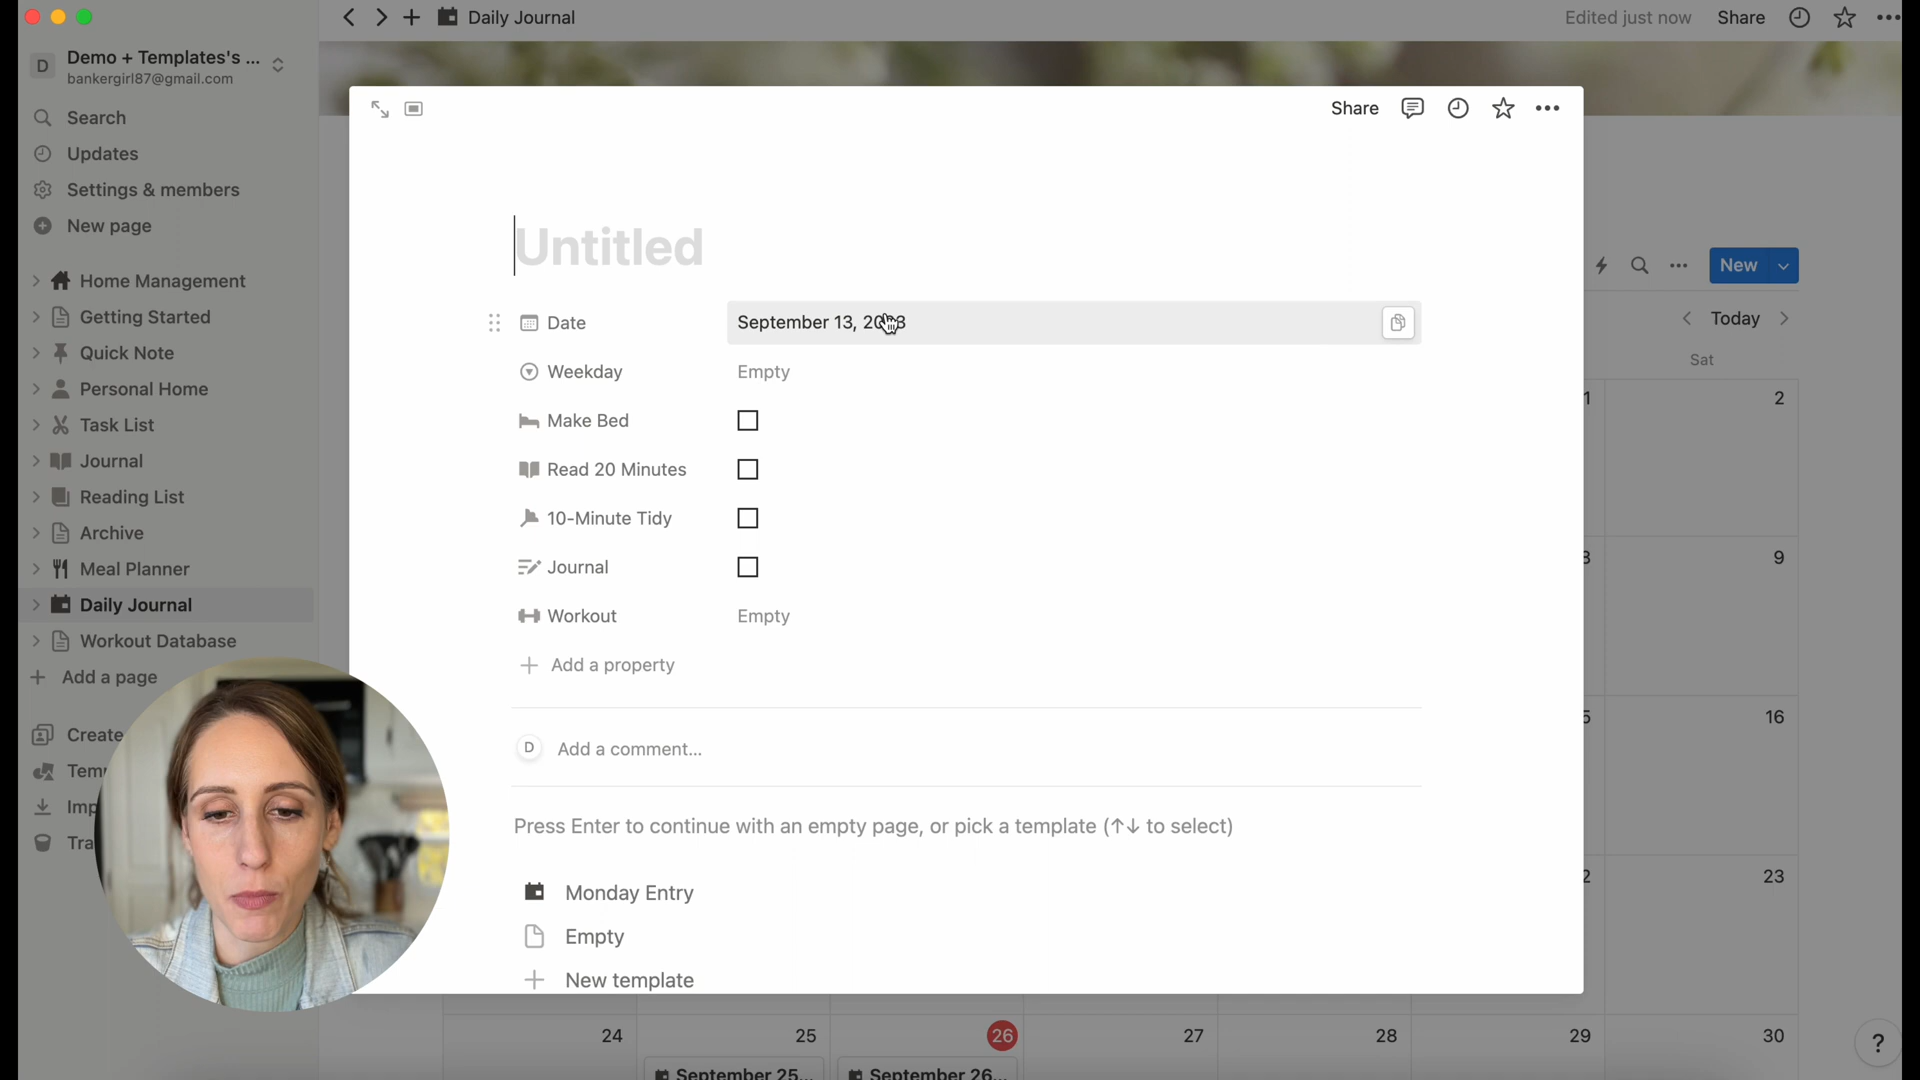 Daily Journal
Edited just now
Share
D
Demo + Templates's ...
bankergirl87@gmail.com
Search
Updates
Settings & members
New page
Home Management
Getting Started
Quick Note
Personal Home
Task List
Journal
Reading List
Archive
Meal Planner
Daily Journal
Workout Database
Add a page
Create
Share
Untitled
Date
September 13,
Weekday
Empty
Make Bed
Read 20 Minutes
10-Minute Tidy
Journal
Workout
Empty
Add a property
D
Add a comment...
Press Enter to continue with an empty page, or pick a template (↑↓ to select)
Monday Entry
Empty
New template
New
Today
Sat
1
2
9
16
23
24
25
26
27
28
29
30
September 25...
September 26...
?